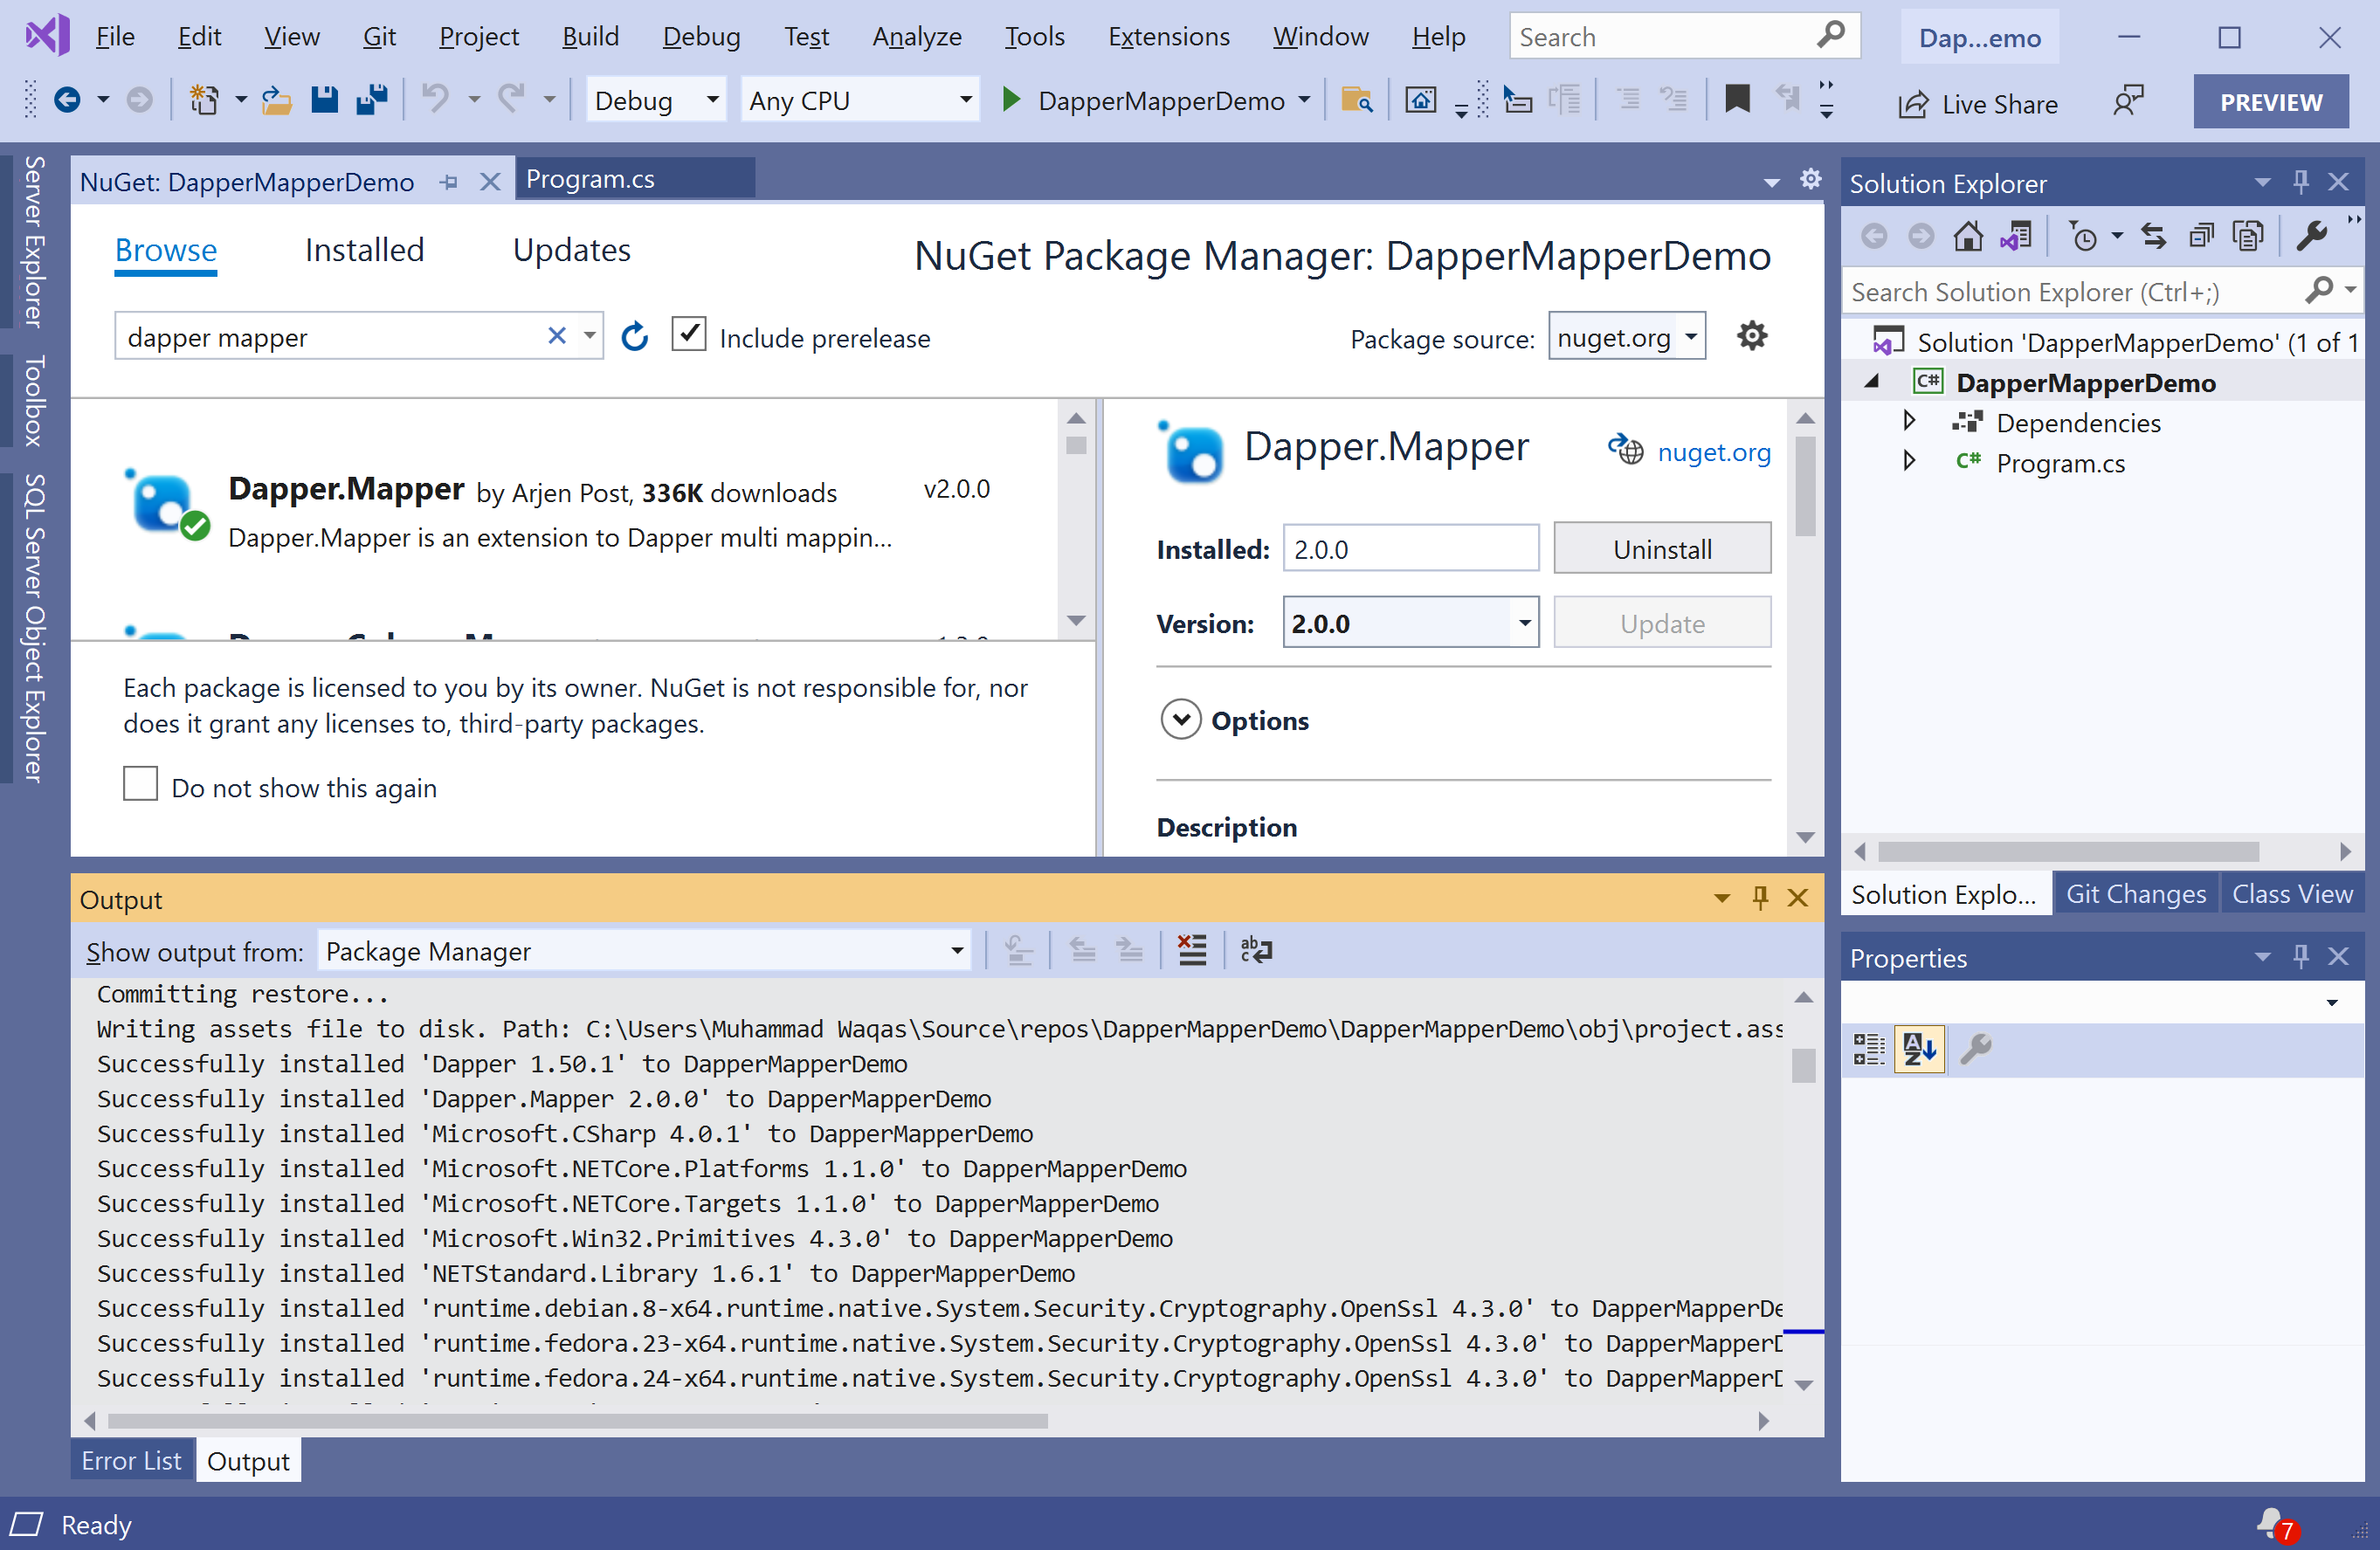 File Edit View Git Project Build Debug Test Analyze Tools Extensions Window Help Search Dap...emo
Debug Any CPU DapperMapperDemo Live Share PREVIEW
Server Explorer
Toolbox
SQL Server Object Explorer
NuGet: DapperMapperDemo Program.cs
Browse Installed Updates NuGet Package Manager: DapperMapperDemo
dapper mapper Include prerelease Package source: nuget.org
Dapper.Mapper by Arjen Post, 336K downloads v2.0.0
Dapper.Mapper is an extension to Dapper multi mappin...
Each package is licensed to you by its owner. NuGet is not responsible for, nor
does it grant any licenses to, third-party packages.
Do not show this again
Dapper.Mapper nuget.org
Installed: 2.0.0 Uninstall
Version: 2.0.0 Update
Options
Description
Output
Show output from: Package Manager
Committing restore...
Writing assets file to disk. Path: C:\Users\Muhammad Waqas\Source\repos\DapperMapperDemo\DapperMapperDemo\obj\project.ass
Successfully installed 'Dapper 1.50.1' to DapperMapperDemo
Successfully installed 'Dapper.Mapper 2.0.0' to DapperMapperDemo
Successfully installed 'Microsoft.CSharp 4.0.1' to DapperMapperDemo
Successfully installed 'Microsoft.NETCore.Platforms 1.1.0' to DapperMapperDemo
Successfully installed 'Microsoft.NETCore.Targets 1.1.0' to DapperMapperDemo
Successfully installed 'Microsoft.Win32.Primitives 4.3.0' to DapperMapperDemo
Successfully installed 'NETStandard.Library 1.6.1' to DapperMapperDemo
Successfully installed 'runtime.debian.8-x64.runtime.native.System.Security.Cryptography.OpenSsl 4.3.0' to DapperMapperDe
Successfully installed 'runtime.fedora.23-x64.runtime.native.System.Security.Cryptography.OpenSsl 4.3.0' to DapperMapperD
Successfully installed 'runtime.fedora.24-x64.runtime.native.System.Security.Cryptography.OpenSsl 4.3.0' to DapperMapperD
Error List Output
Solution Explorer
Search Solution Explorer (Ctrl+;)
Solution 'DapperMapperDemo' (1 of 1
C# DapperMapperDemo
Dependencies
C# Program.cs
Solution Explo... Git Changes Class View
Properties
Ready 7